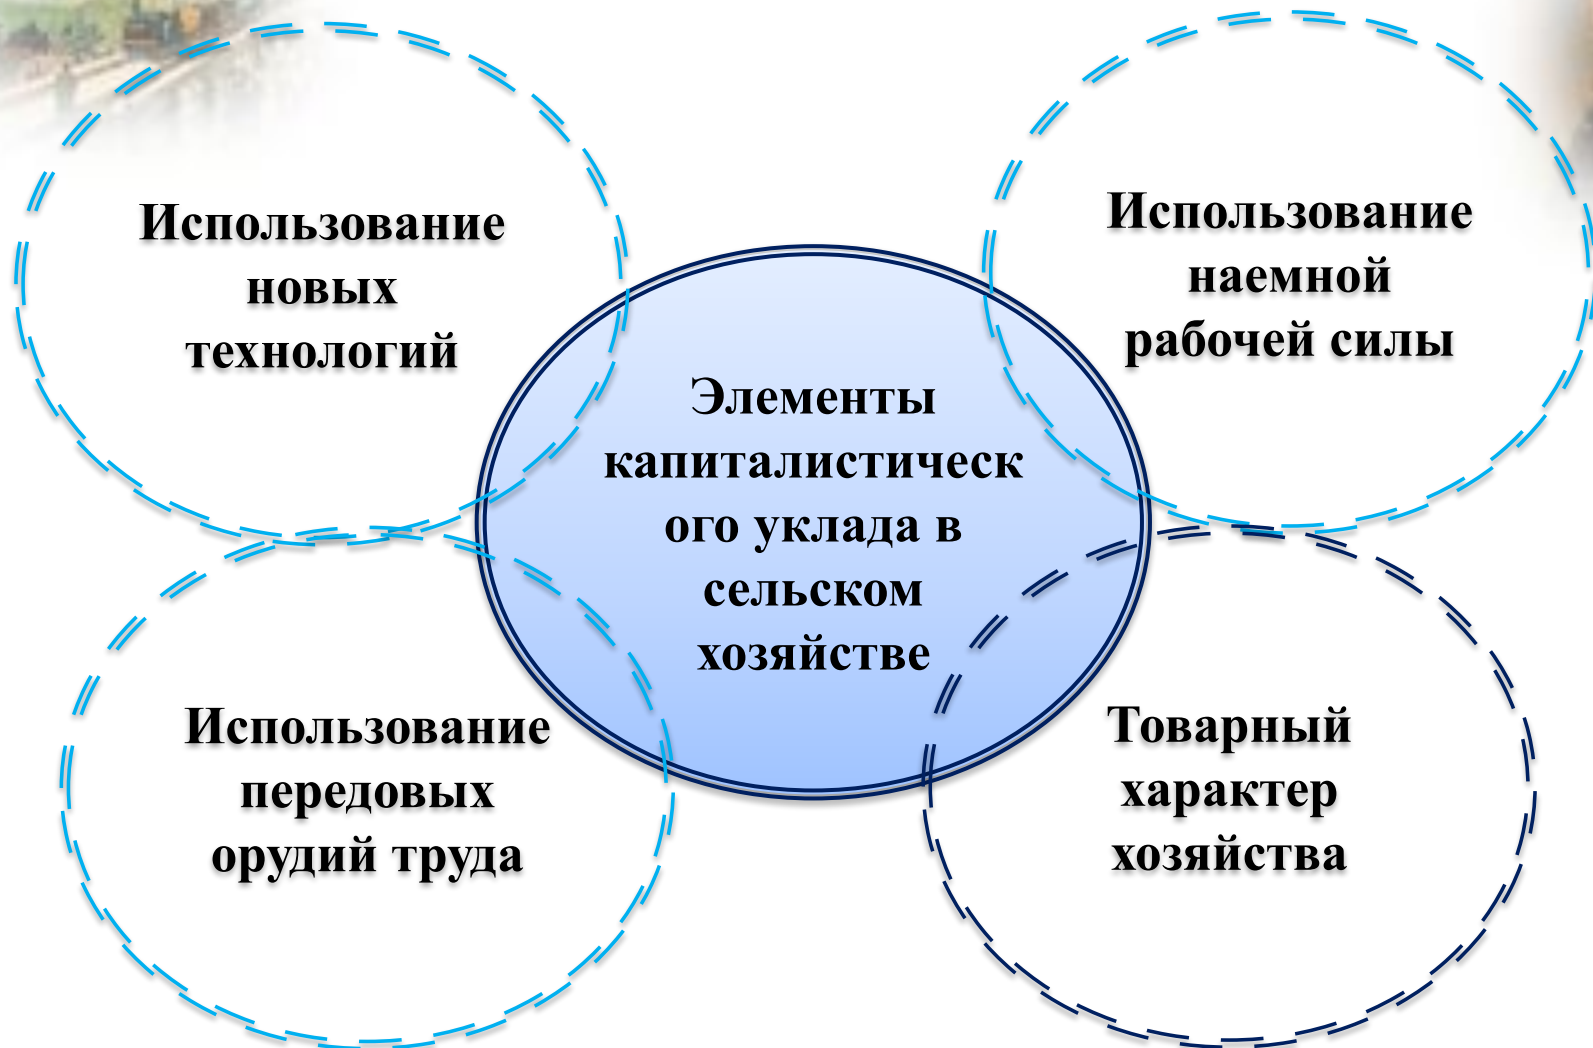 Использование
новых
технологий
Использование
наемной
рабочей силы
Элементы
капиталистическ
ого уклада в
сельском
хозяйстве
Использование
передовых
орудий труда
Товарный
характер
хозяйства